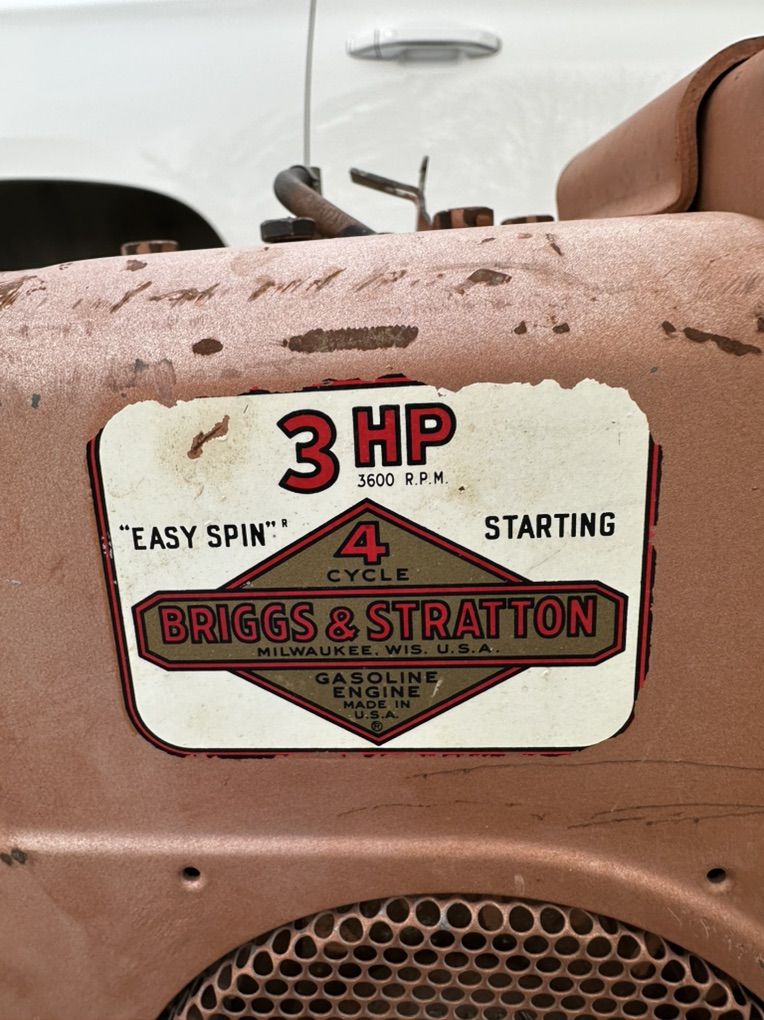 3 HP
3600 R.P.M.
"EASY SPIN"R STARTING
4
CYCLE
BRIGGS & STRATTON
MILWAUKEE, WIS. U.S.A.
GASOLINE
ENGINE
MADE IN
U.S.A.
®